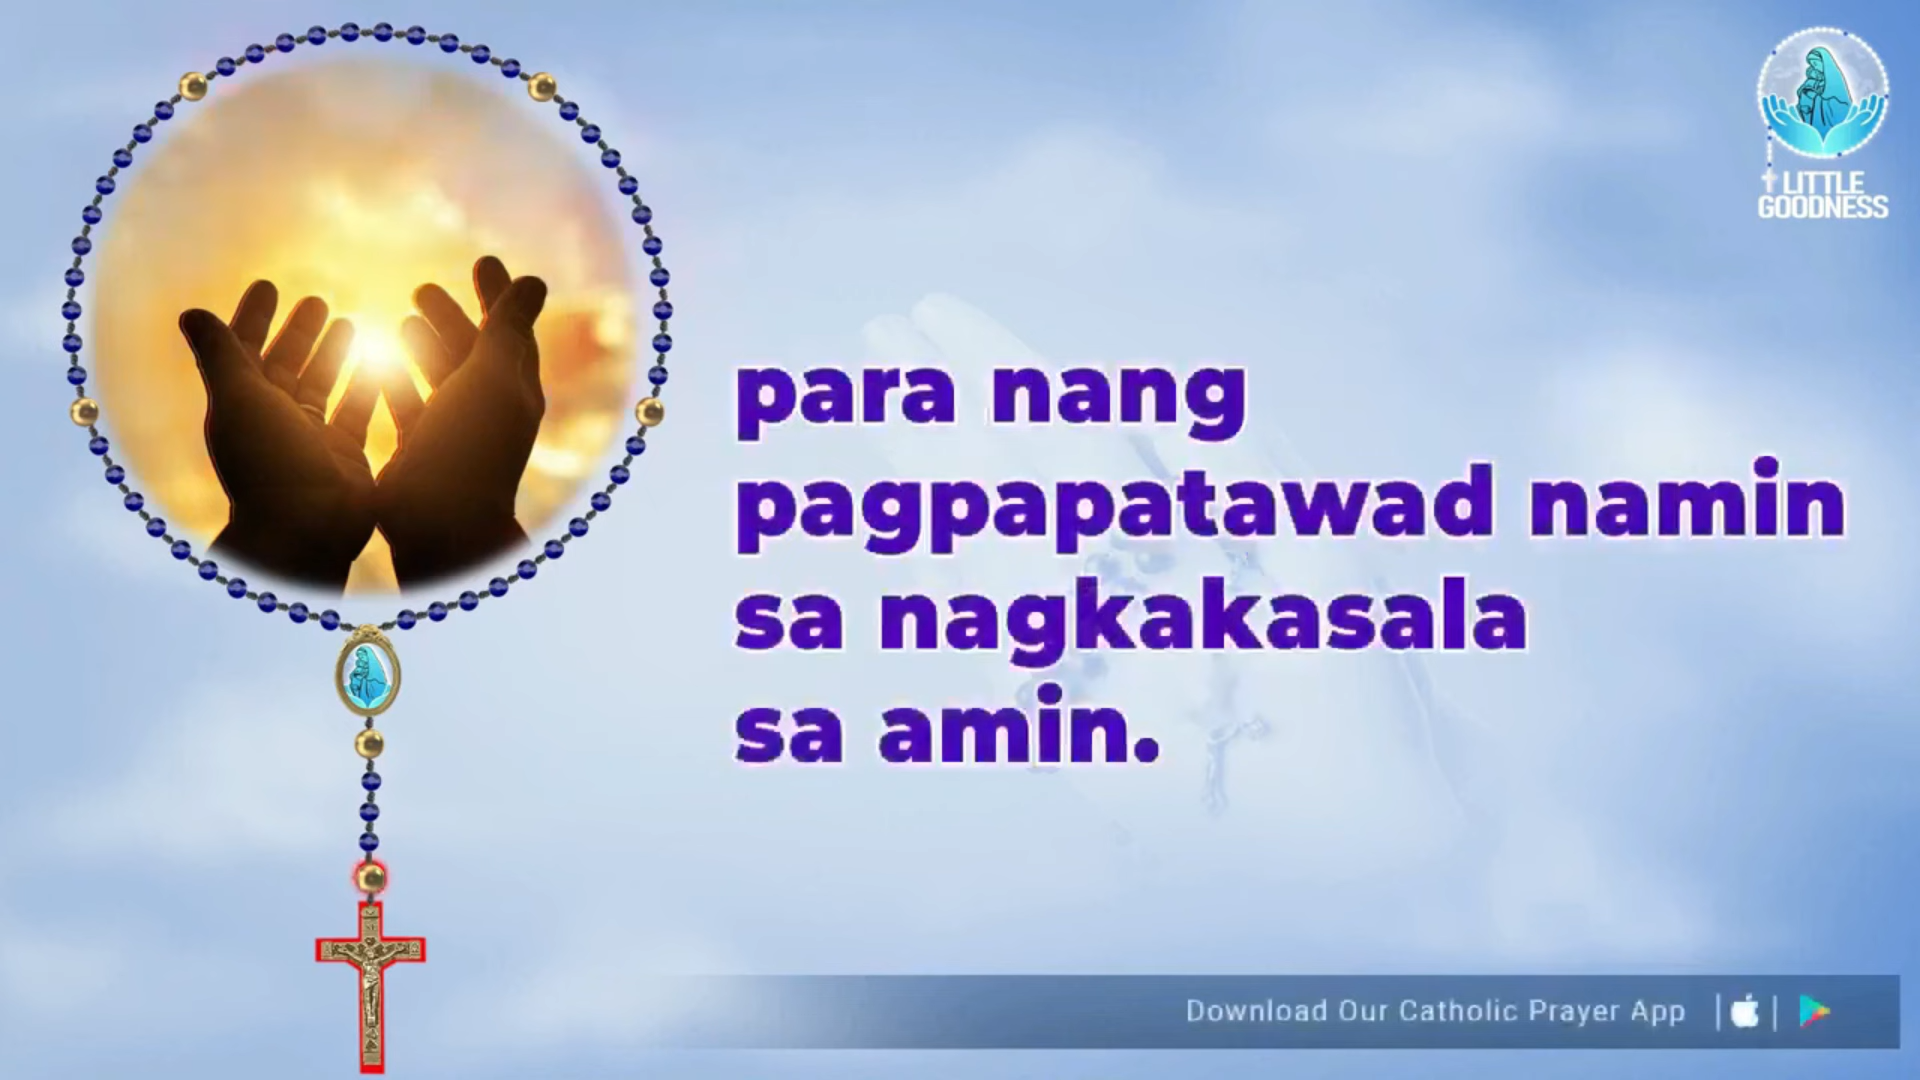 LITTLE
GOODNESS
para nang
pagpapatawad namin
sa nagkakasala
sa amin.
Download Our Catholic Prayer App